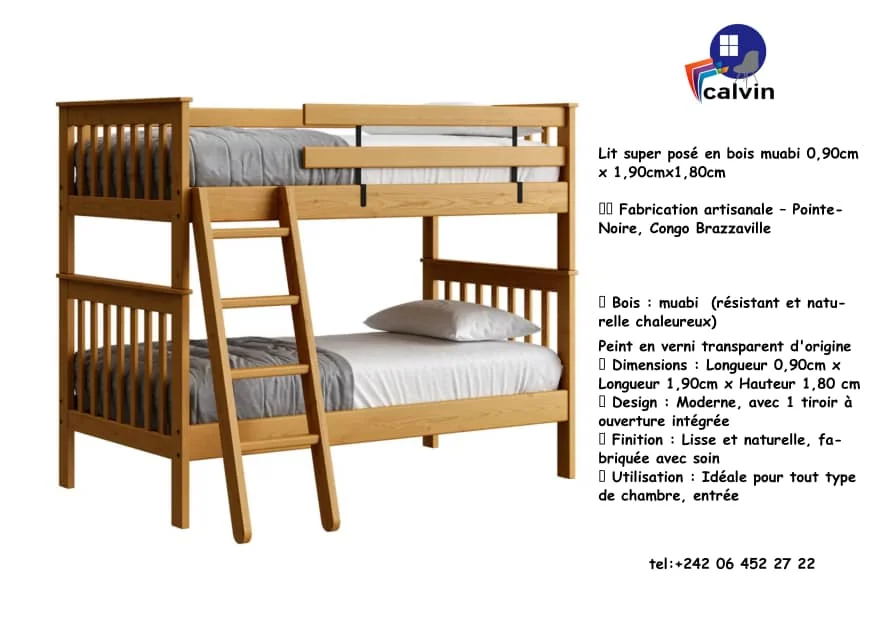 calvin
Lit super posé en bois muabi 0,90cm
x 1,90cmx1,80cm
▯▯ Fabrication artisanale – Pointe-
Noire, Congo Brazzaville
▯ Bois : muabi  (résistant et natu-
relle chaleureux)
Peint en verni transparent d'origine
▯ Dimensions : Longueur 0,90cm x
Longueur 1,90cm x Hauteur 1,80 cm
▯ Design : Moderne, avec 1 tiroir à
ouverture intégrée
▯ Finition : Lisse et naturelle, fa-
briquée avec soin
▯ Utilisation : Idéale pour tout type
de chambre, entrée
tel:+242 06 452 27 22